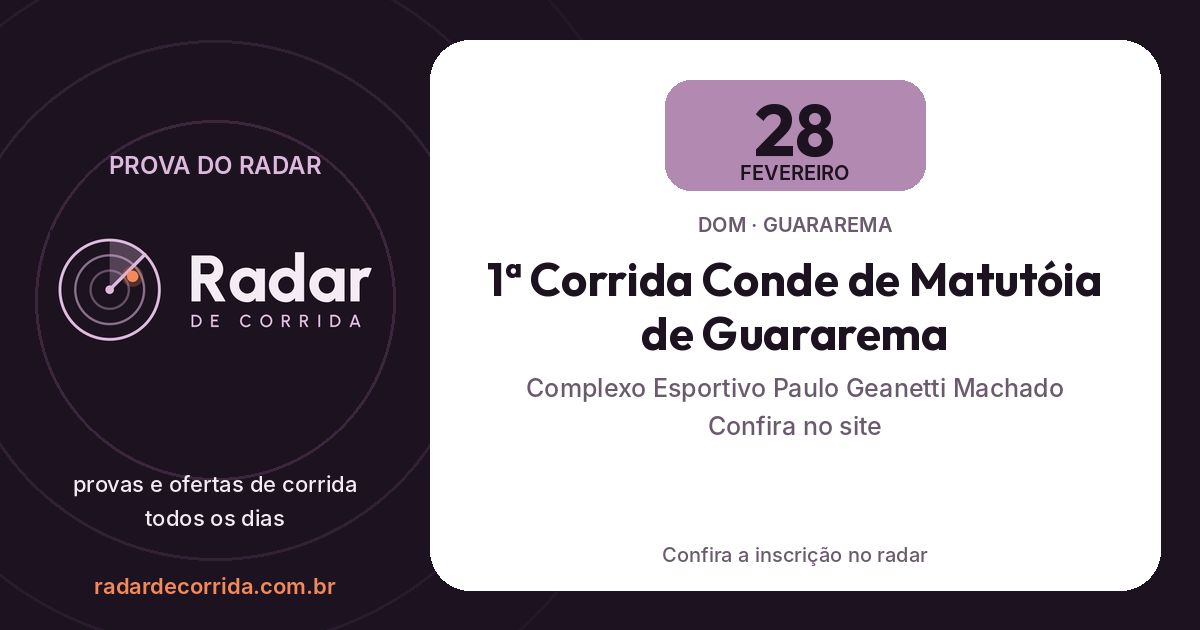 PROVA DO RADAR
Radar
DE CORRIDA
provas e ofertas de corrida
todos os dias
radardecorrida.com.br
28
FEVEREIRO
DOM · GUARAREMA
1ª Corrida Conde de Matutóia
de Guararema
Complexo Esportivo Paulo Geanetti Machado
Confira no site
Confira a inscrição no radar